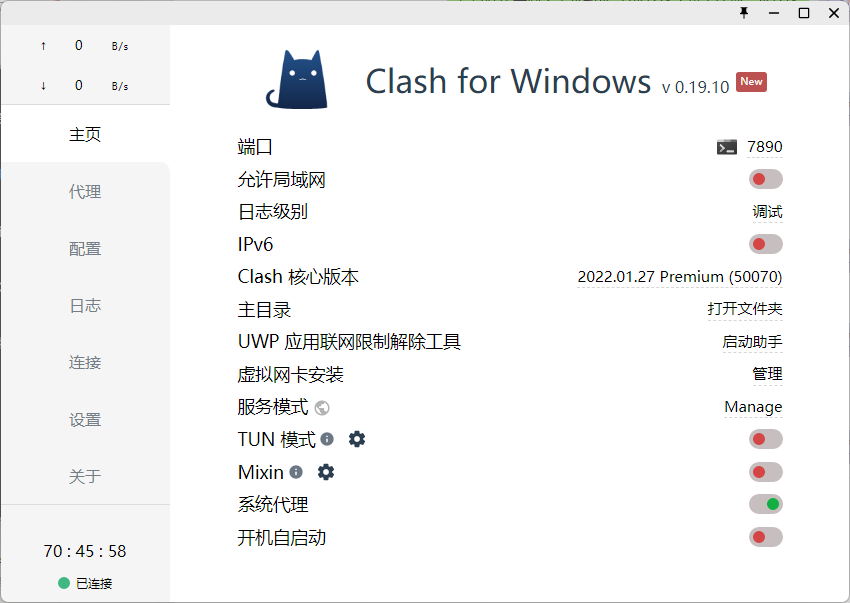 ↑ 0 B/s
↓ 0 B/s
主页
代理
配置
日志
连接
设置
关于
70 : 45 : 58
已连接
Clash for Windows v 0.19.10 New
端口 7890
允许局域网
日志级别 调试
IPv6
Clash 核心版本 2022.01.27 Premium (50070)
主目录 打开文件夹
UWP 应用联网限制解除工具 启动助手
虚拟网卡安装 管理
服务模式 Manage
TUN 模式
Mixin
系统代理
开机自启动